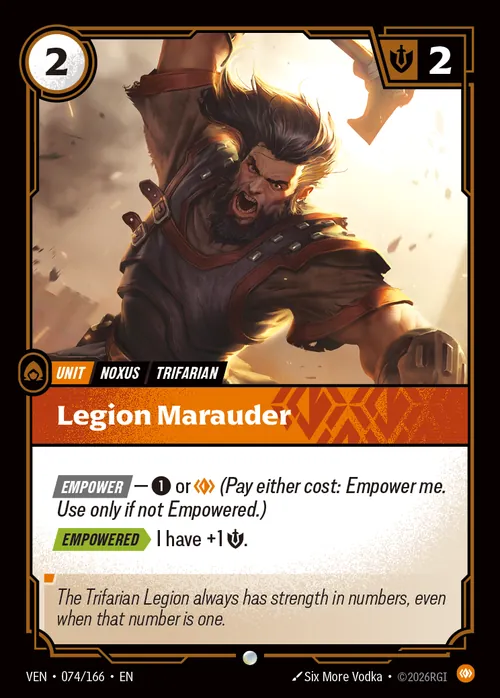 2
2
UNIT NOXUS TRIFARIAN
Legion Marauder
EMPOWER — 1 or (Pay either cost: Empower me.
Use only if not Empowered.)
EMPOWERED I have +1.
The Trifarian Legion always has strength in numbers, even
when that number is one.
VEN • 074/166 • EN
Six More Vodka • ©2026RGI